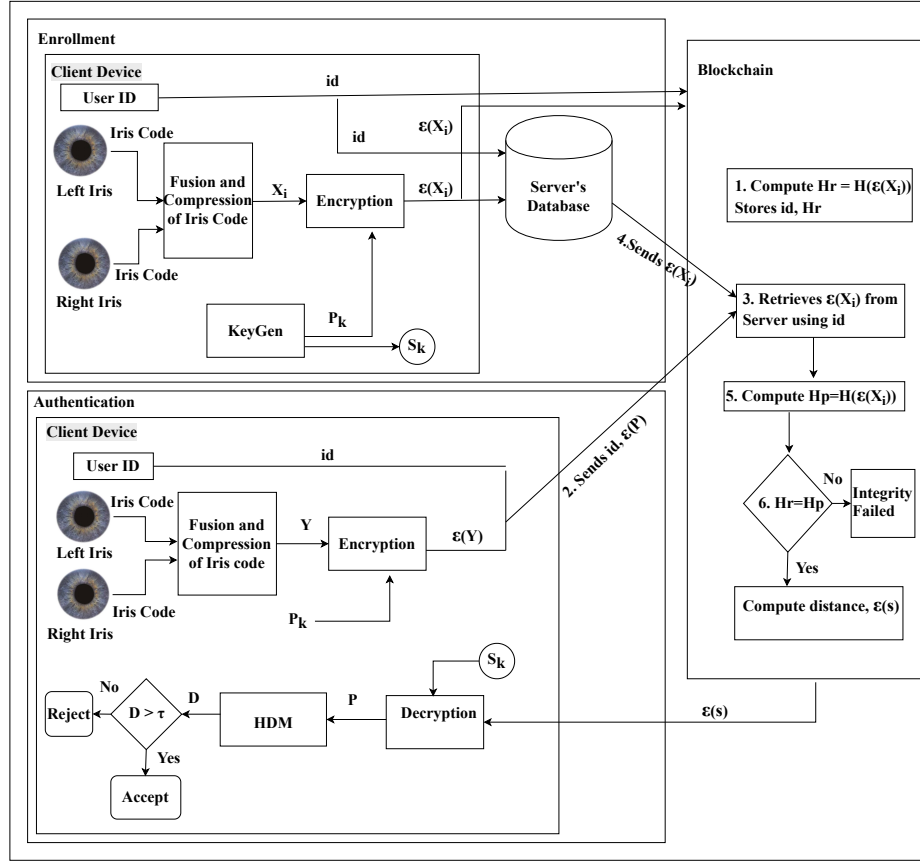 Enrollment
Client Device
User ID
id
Iris Code
Left Iris
Iris Code
Right Iris
Fusion and
Compression
of Iris Code
Xi
Encryption
ε(Xi)
ε(Xi)
id
Server's
Database
KeyGen
Pk
Sk
4.Sends ε(Xi)
Blockchain
1. Compute Hr = H(ε(Xi))
Stores id, Hr
3. Retrieves ε(Xi) from
Server using id
5. Compute Hp=H(ε(Xi))
6. Hr=Hp
No
Integrity
Failed
Yes
Compute distance, ε(s)
Authentication
Client Device
User ID
id
Iris Code
Left Iris
Iris Code
Right Iris
Fusion and
Compression
of Iris code
Y
Encryption
ε(Y)
Pk
2. Sends id, ε(P)
Sk
Decryption
ε(s)
P
HDM
D
D > τ
No
Reject
Yes
Accept